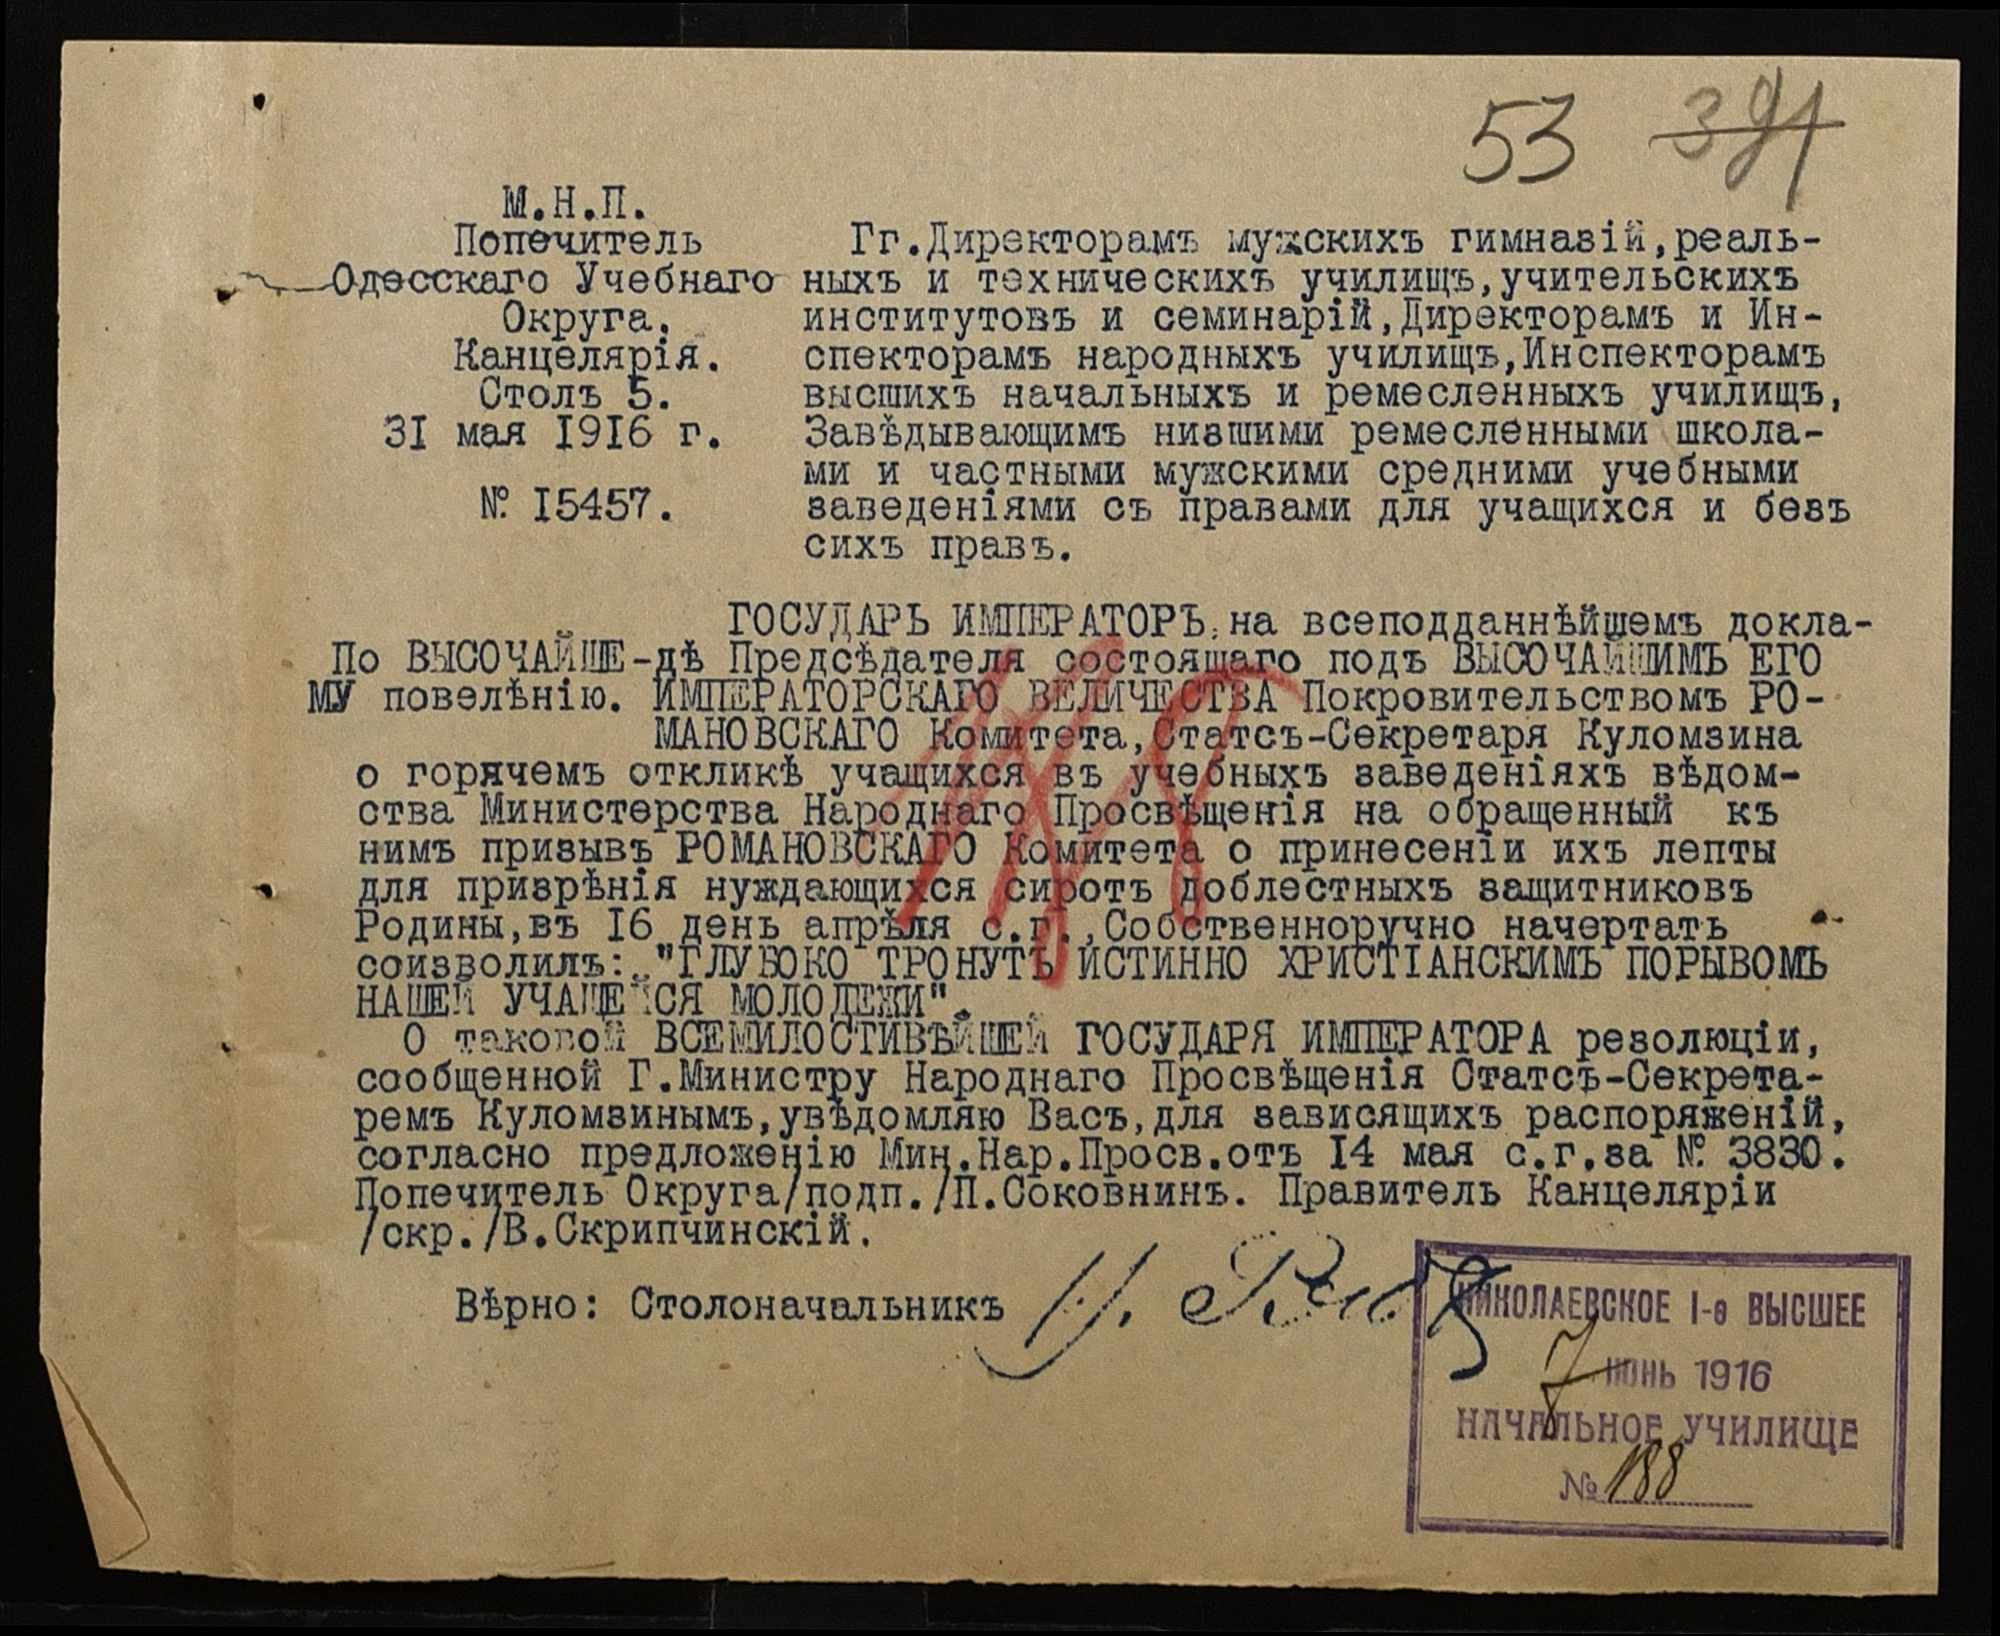 53 391
М.Н.П.
Попечитель
Одесскаго Учебнаго
Округа.
Канцелярія.
Столъ 5.
31 мая 1916 г.
№ 15457.
Гг.Директорамъ мужскихъ гимназій,реаль-
ныхъ и техническихъ училищъ,учительскихъ
институтовъ и семинарій,Директорамъ и Ин-
спекторамъ народныхъ училищъ,Инспекторамъ
высшихъ начальныхъ и ремесленныхъ училищъ,
Завѣдывающимъ низшими ремесленными школа-
ми и частными мужскими средними учебными
заведеніями съ правами для учащихся и безъ
сихъ правъ.
По ВЫСОЧАЙШЕ-
МУ повелѣнію.
ГОСУДАРЬ ИМПЕРАТОРЪ на всеподданнѣйшемъ докла-
дѣ Предсѣдателя состоящаго подъ ВЫСОЧАЙШИМЪ ЕГО
ИМПЕРАТОРСКАГО ВЕЛИЧЕСТВА Покровительствомъ РО-
МАНОВСКАГО Комитета,Статсъ-Секретаря Куломзина
о горячемъ откликѣ учащихся въ учебныхъ заведеніяхъ вѣдом-
ства Министерства Народнаго Просвѣщенія на обращенный къ
нимъ призывъ РОМАНОВСКАГО Комитета о принесеніи ихъ лепты
для призрѣнія нуждающихся сиротъ доблестныхъ защитниковъ
Родины,въ 16 день апрѣля с.г.,Собственноручно начертать
соизволилъ: "ГЛУБОКО ТРОНУТЬ ИСТИННО ХРИСТІАНСКИМЪ ПОРЫВОМЪ
НАШЕЙ УЧАЩЕЙСЯ МОЛОДЕЖИ".
О таковой ВСЕМИЛОСТИВѢЙШЕЙ ГОСУДАРЯ ИМПЕРАТОРА резолюціи,
сообщенной Г.Министру Народнаго Просвѣщенія Статсъ-Секрета-
ремъ Куломзинымъ,увѣдомляю Васъ,для зависящихъ распоряженій,
согласно предложенію Мин.Нар.Просв.отъ 14 мая с.г.за № 3830.
Попечитель Округа/подп./П.Соковнинъ. Правитель Канцеляріи
/скр./В.Скрипчинскій.
Вѣрно: Столоначальникъ
НИКОЛАЕВСКОЕ 1-е ВЫСШЕЕ
7 ИЮНЬ 1916
НАЧАЛЬНОЕ УЧИЛИЩЕ
№ 188